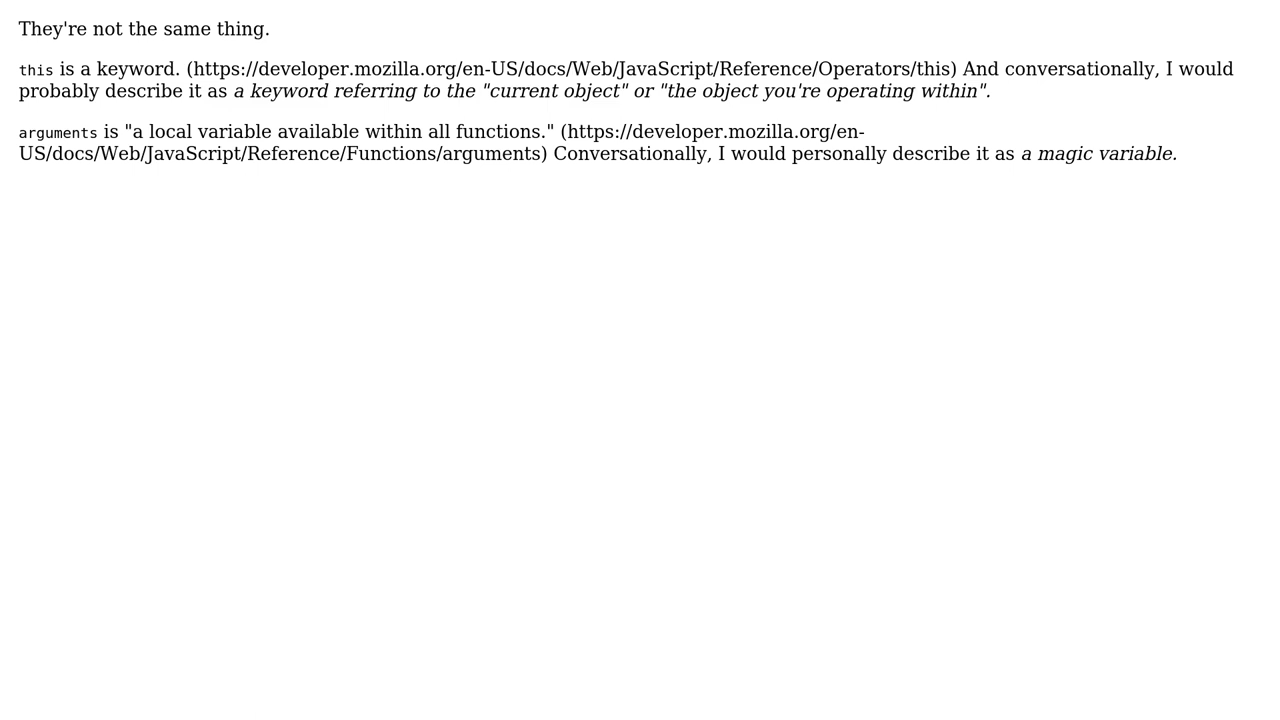 They're not the same thing.
this is a keyword. (https://developer.mozilla.org/en-US/docs/Web/JavaScript/Reference/Operators/this) And conversationally, I would
probably describe it as a keyword referring to the "current object" or "the object you're operating within".
arguments is "a local variable available within all functions." (https://developer.mozilla.org/en-
US/docs/Web/JavaScript/Reference/Functions/arguments) Conversationally, I would personally describe it as a magic variable.